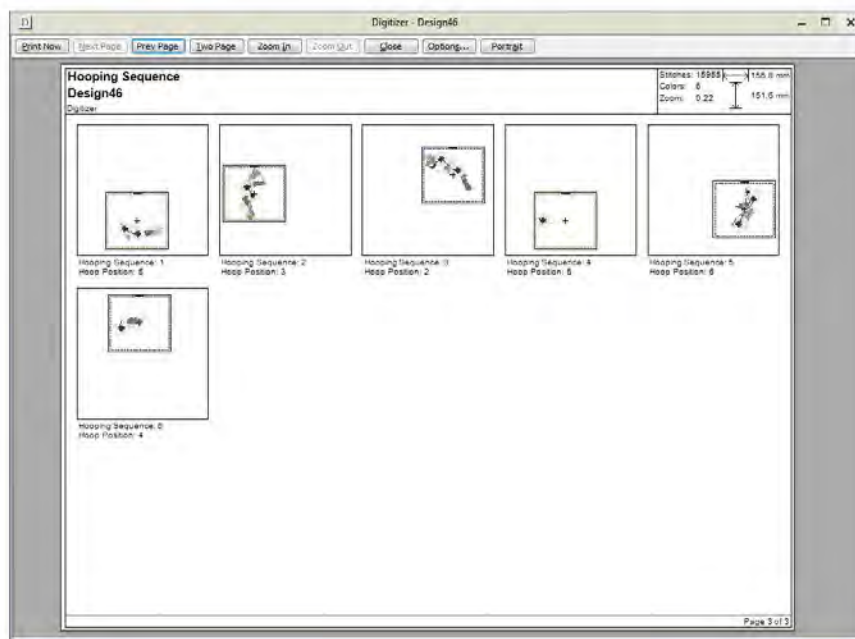 Digitizer - Design46
Print Now Next Page Prev Page Two Page Zoom In Zoom Out Close Options... Portrait
Hooping Sequence
Design46
Digitizer
Stitches: 15955 155.8 mm
Colors: 6
Zoom: 0.22 151.6 mm
Hooping Sequence: 1 Hooping Sequence: 2 Hooping Sequence: 3 Hooping Sequence: 4 Hooping Sequence: 5
Hoop Position: 5 Hoop Position: 3 Hoop Position: 2 Hoop Position: 5 Hoop Position: 6
Hooping Sequence: 6
Hoop Position: 4
Page 3 of 3